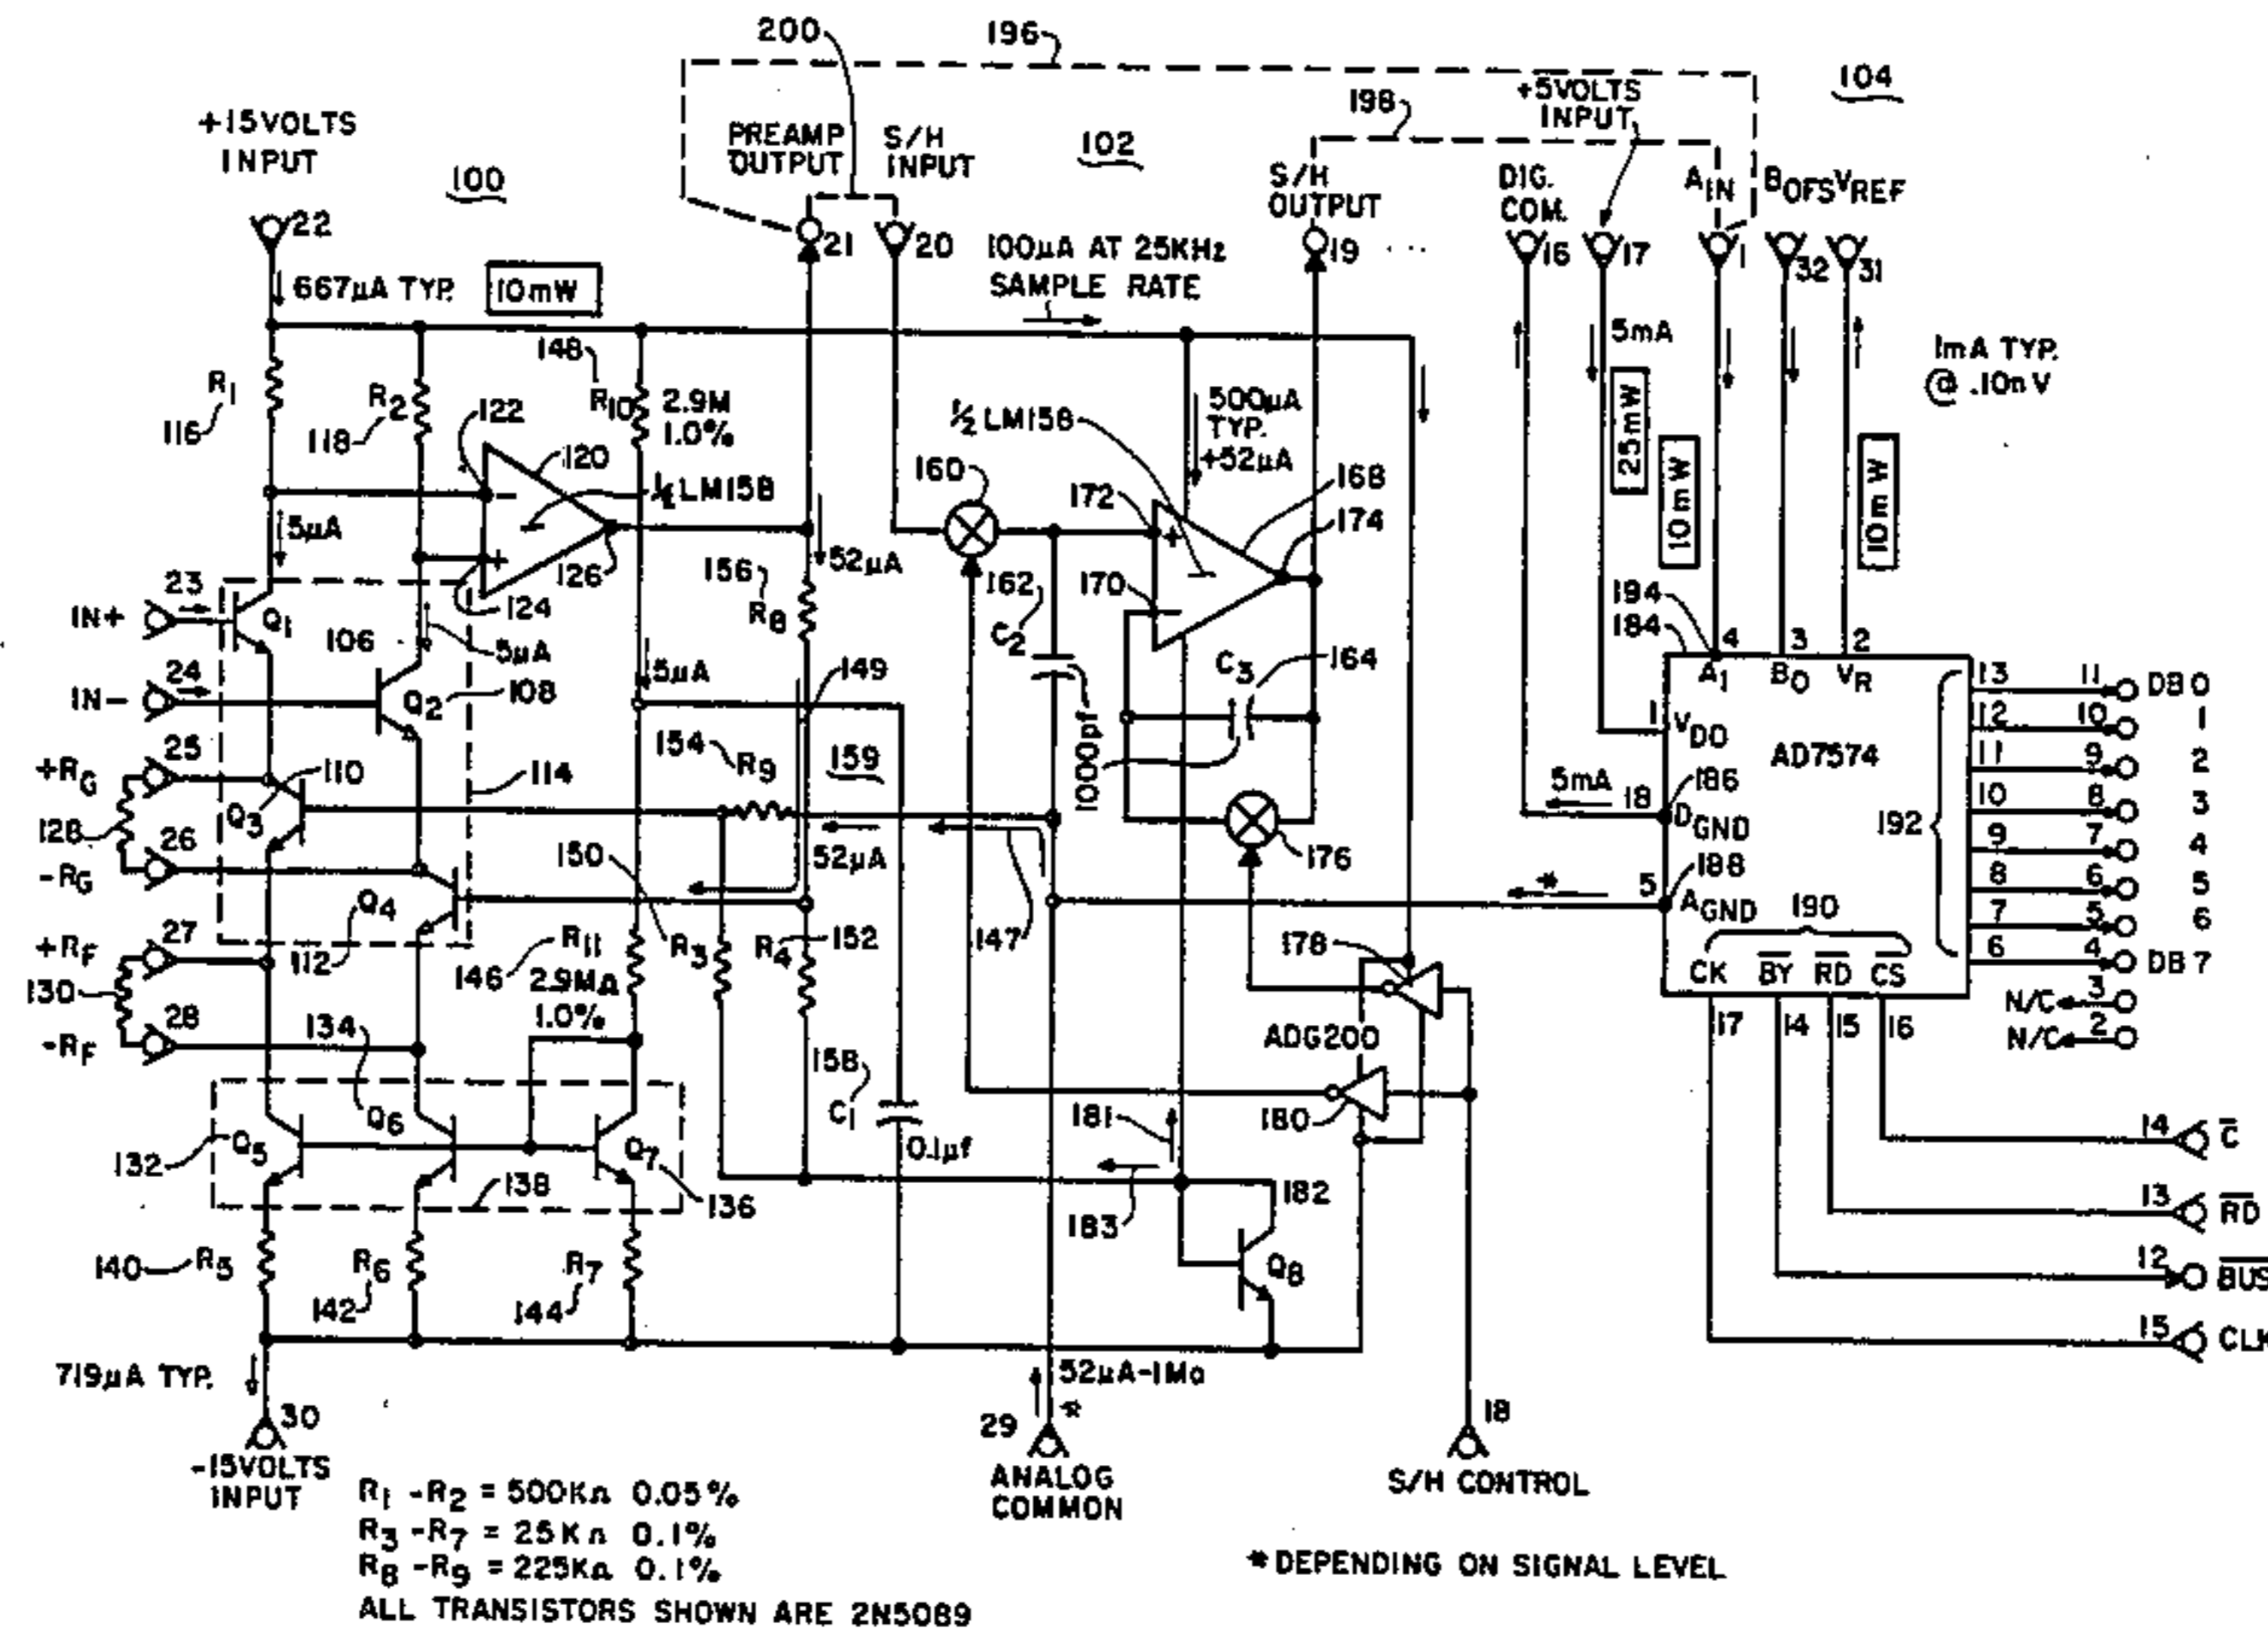 200
196
104
+5VOLTS
INPUT
198
+15VOLTS
INPUT
100
PREAMP
OUTPUT
S/H
INPUT
102
S/H
OUTPUT
DIG.
COM.
AIN
BOFS
VREF
22
21
20
19
16
17
1
32
31
667µA TYP.
10mW
100µA AT 25KHz
SAMPLE RATE
5mA
1mA TYP.
@ .10nV
148
R1
116
R2
118
122
R10
2.9M
1.0%
½ LM158
500µA
TYP.
+52µA
25mW
10mW
10mW
120
LM158
160
172
168
174
5µA
126
156
52µA
R8
162
170
C2
23
IN+
Q1
124
106
5µA
24
IN-
Q2
108
5µA
149
C3
164
194
184
4
3
2
A1
BO
VR
13
11
DB0
12
10
1
11
9
2
10
8
3
9
7
4
8
6
5
7
5
6
6
4
DB7
192
1
VDO
AD7574
1000pf
+RG
25
110
114
154
R9
159
128
Q3
26
-RG
150
52µA
176
5mA
18
186
DGND
188
5
*
AGND
190
Q4
112
+RF
27
130
28
-RF
R11
146
2.9MΩ
1.0%
R3
R4
152
147
178
CK
BY
RD
CS
N/C
3
N/C
2
17
14
15
16
134
ADG200
158
C1
0.1µf
181
180
Q5
132
Q6
138
Q7
136
183
182
14
C
13
RD
12
BUS
15
CLK
140
R5
R6
142
R7
144
Q8
719µA TYP.
30
-15VOLTS
INPUT
52µA-1Ma
*
29
ANALOG
COMMON
18
S/H CONTROL
R1 -R2 = 500KΩ 0.05%
R3 -R7 = 25KΩ 0.1%
R8 -R9 = 225KΩ 0.1%
ALL TRANSISTORS SHOWN ARE 2N5089
*DEPENDING ON SIGNAL LEVEL